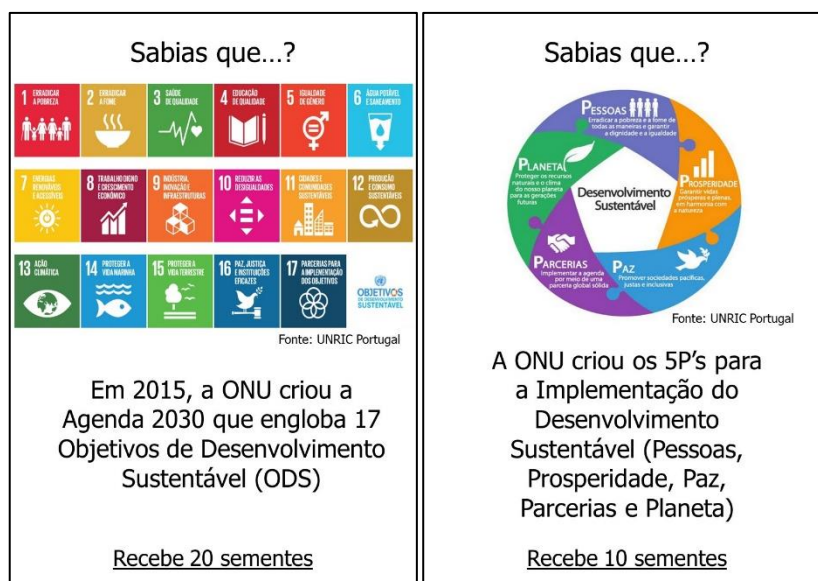 Sabias que...?
1 ERRADICAR
A POBREZA
2 ERRADICAR
A FOME
3 SAÚDE
DE QUALIDADE
4 EDUCAÇÃO
DE QUALIDADE
5 IGUALDADE
DE GÉNERO
6 ÁGUA POTÁVEL
E SANEAMENTO
7 ENERGIAS
RENOVÁVEIS
E ACESSÍVEIS
8 TRABALHO DIGNO
E CRESCIMENTO
ECONÓMICO
9 INDÚSTRIA,
INOVAÇÃO E
INFRAESTRUTURAS
10 REDUZIR AS
DESIGUALDADES
11 CIDADES E
COMUNIDADES
SUSTENTÁVEIS
12 PRODUÇÃO
E CONSUMO
SUSTENTÁVEIS
13 AÇÃO
CLIMÁTICA
14 PROTEGER A
VIDA MARINHA
15 PROTEGER A
VIDA TERRESTRE
16 PAZ, JUSTIÇA
E INSTITUIÇÕES
EFICAZES
17 PARCERIAS PARA
A IMPLEMENTAÇÃO
DOS OBJETIVOS
OBJETIVOS
DE DESENVOLVIMENTO
SUSTENTÁVEL
Fonte: UNRIC Portugal
Em 2015, a ONU criou a
Agenda 2030 que engloba 17
Objetivos de Desenvolvimento
Sustentável (ODS)
Recebe 20 sementes
Sabias que...?
PESSOAS
Erradicar a pobreza e a fome de
todas as maneiras e garantir
a dignidade e a igualdade
PLANETA
Proteger os recursos
naturais e o clima
do nosso planeta
para as gerações
futuras
Desenvolvimento
Sustentável
PROSPERIDADE
Garantir vidas
prósperas e plenas,
em harmonia com
a natureza
PARCERIAS
Implementar a agenda
por meio de uma
parceria global sólida
PAZ
Promover sociedades pacíficas,
justas e inclusivas
Fonte: UNRIC Portugal
A ONU criou os 5P's para
a Implementação do
Desenvolvimento
Sustentável (Pessoas,
Prosperidade, Paz,
Parcerias e Planeta)
Recebe 10 sementes